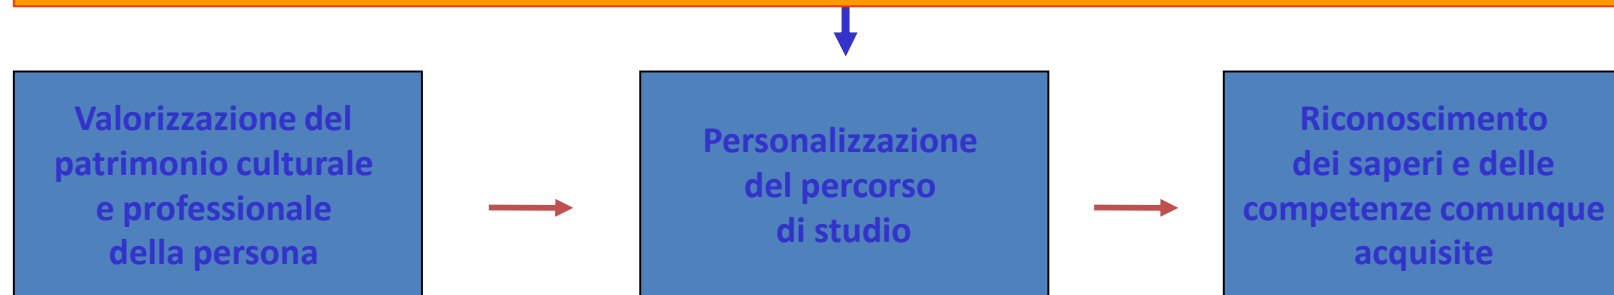 Valorizzazione del
patrimonio culturale
e professionale
della persona
Personalizzazione
del percorso
di studio
Riconoscimento
dei saperi e delle
competenze comunque
acquisite